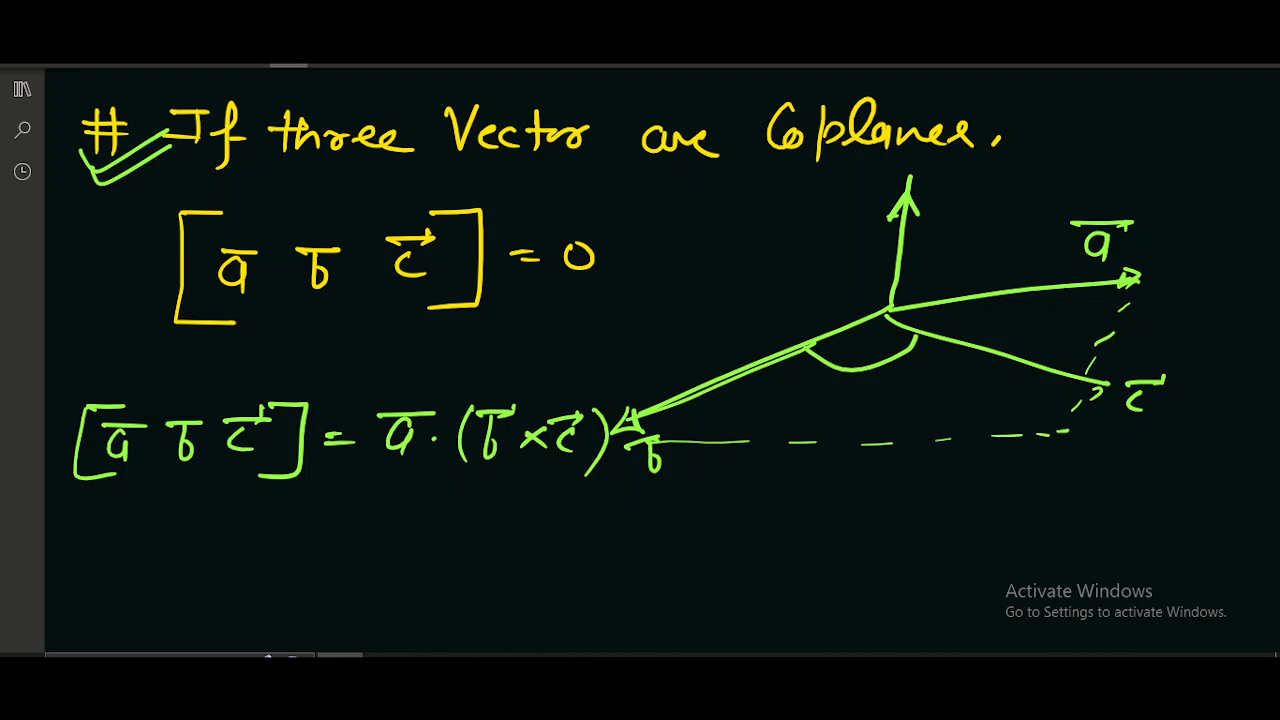 # If three Vector are Coplaner.
[a̅ b̅ c⃗] = 0
a⃗
c⃗
[a̅ b̅ c⃗] = a̅ · (b⃗ × c⃗)
b̅
Activate Windows
Go to Settings to activate Windows.